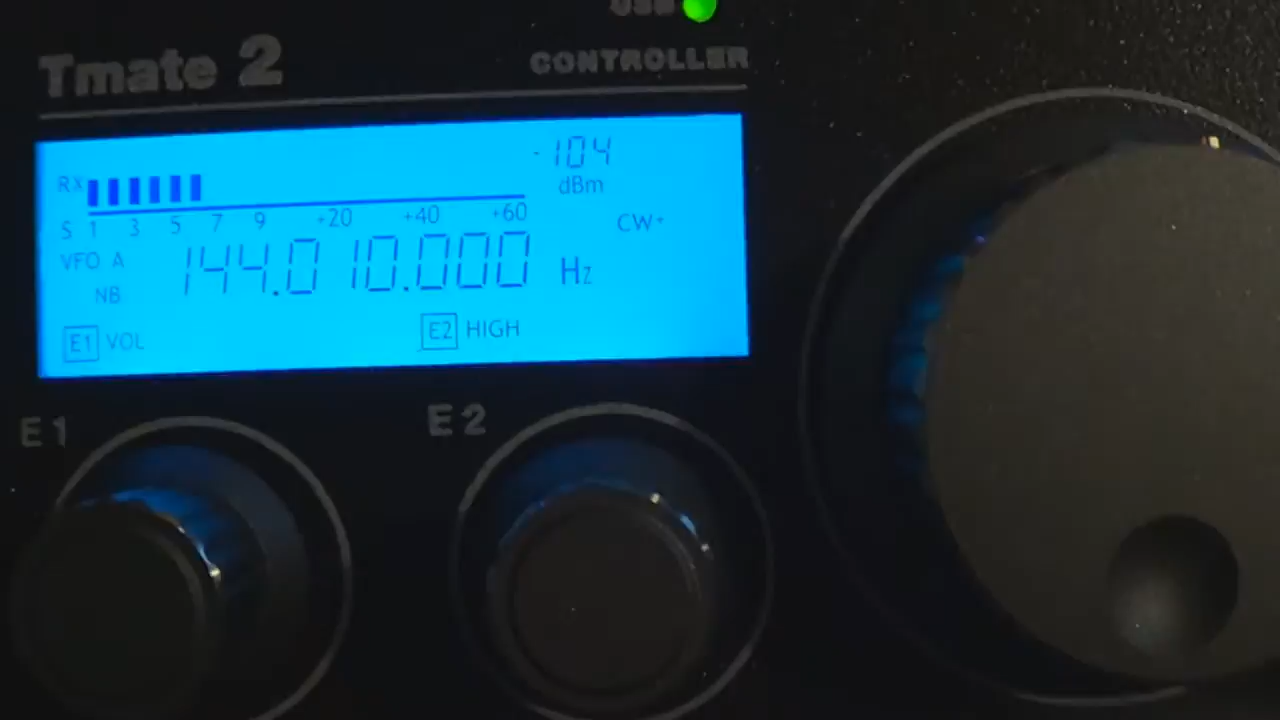 USB
Tmate 2
CONTROLLER
-104
RX
dBm
S 1 3 5 7 9 +20 +40 +60
CW+
VFO A
144.010.000 Hz
NB
E1 VOL
E2 HIGH
E1
E2